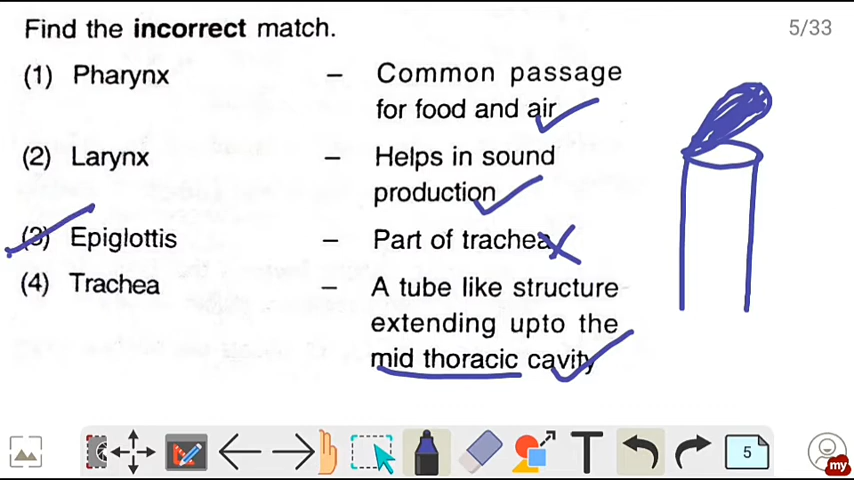 Find the incorrect match.
5/33
(1) Pharynx – Common passage
for food and air
(2) Larynx – Helps in sound
production
(3) Epiglottis – Part of trachea
(4) Trachea – A tube like structure
extending upto the
mid thoracic cavity
T
5
my